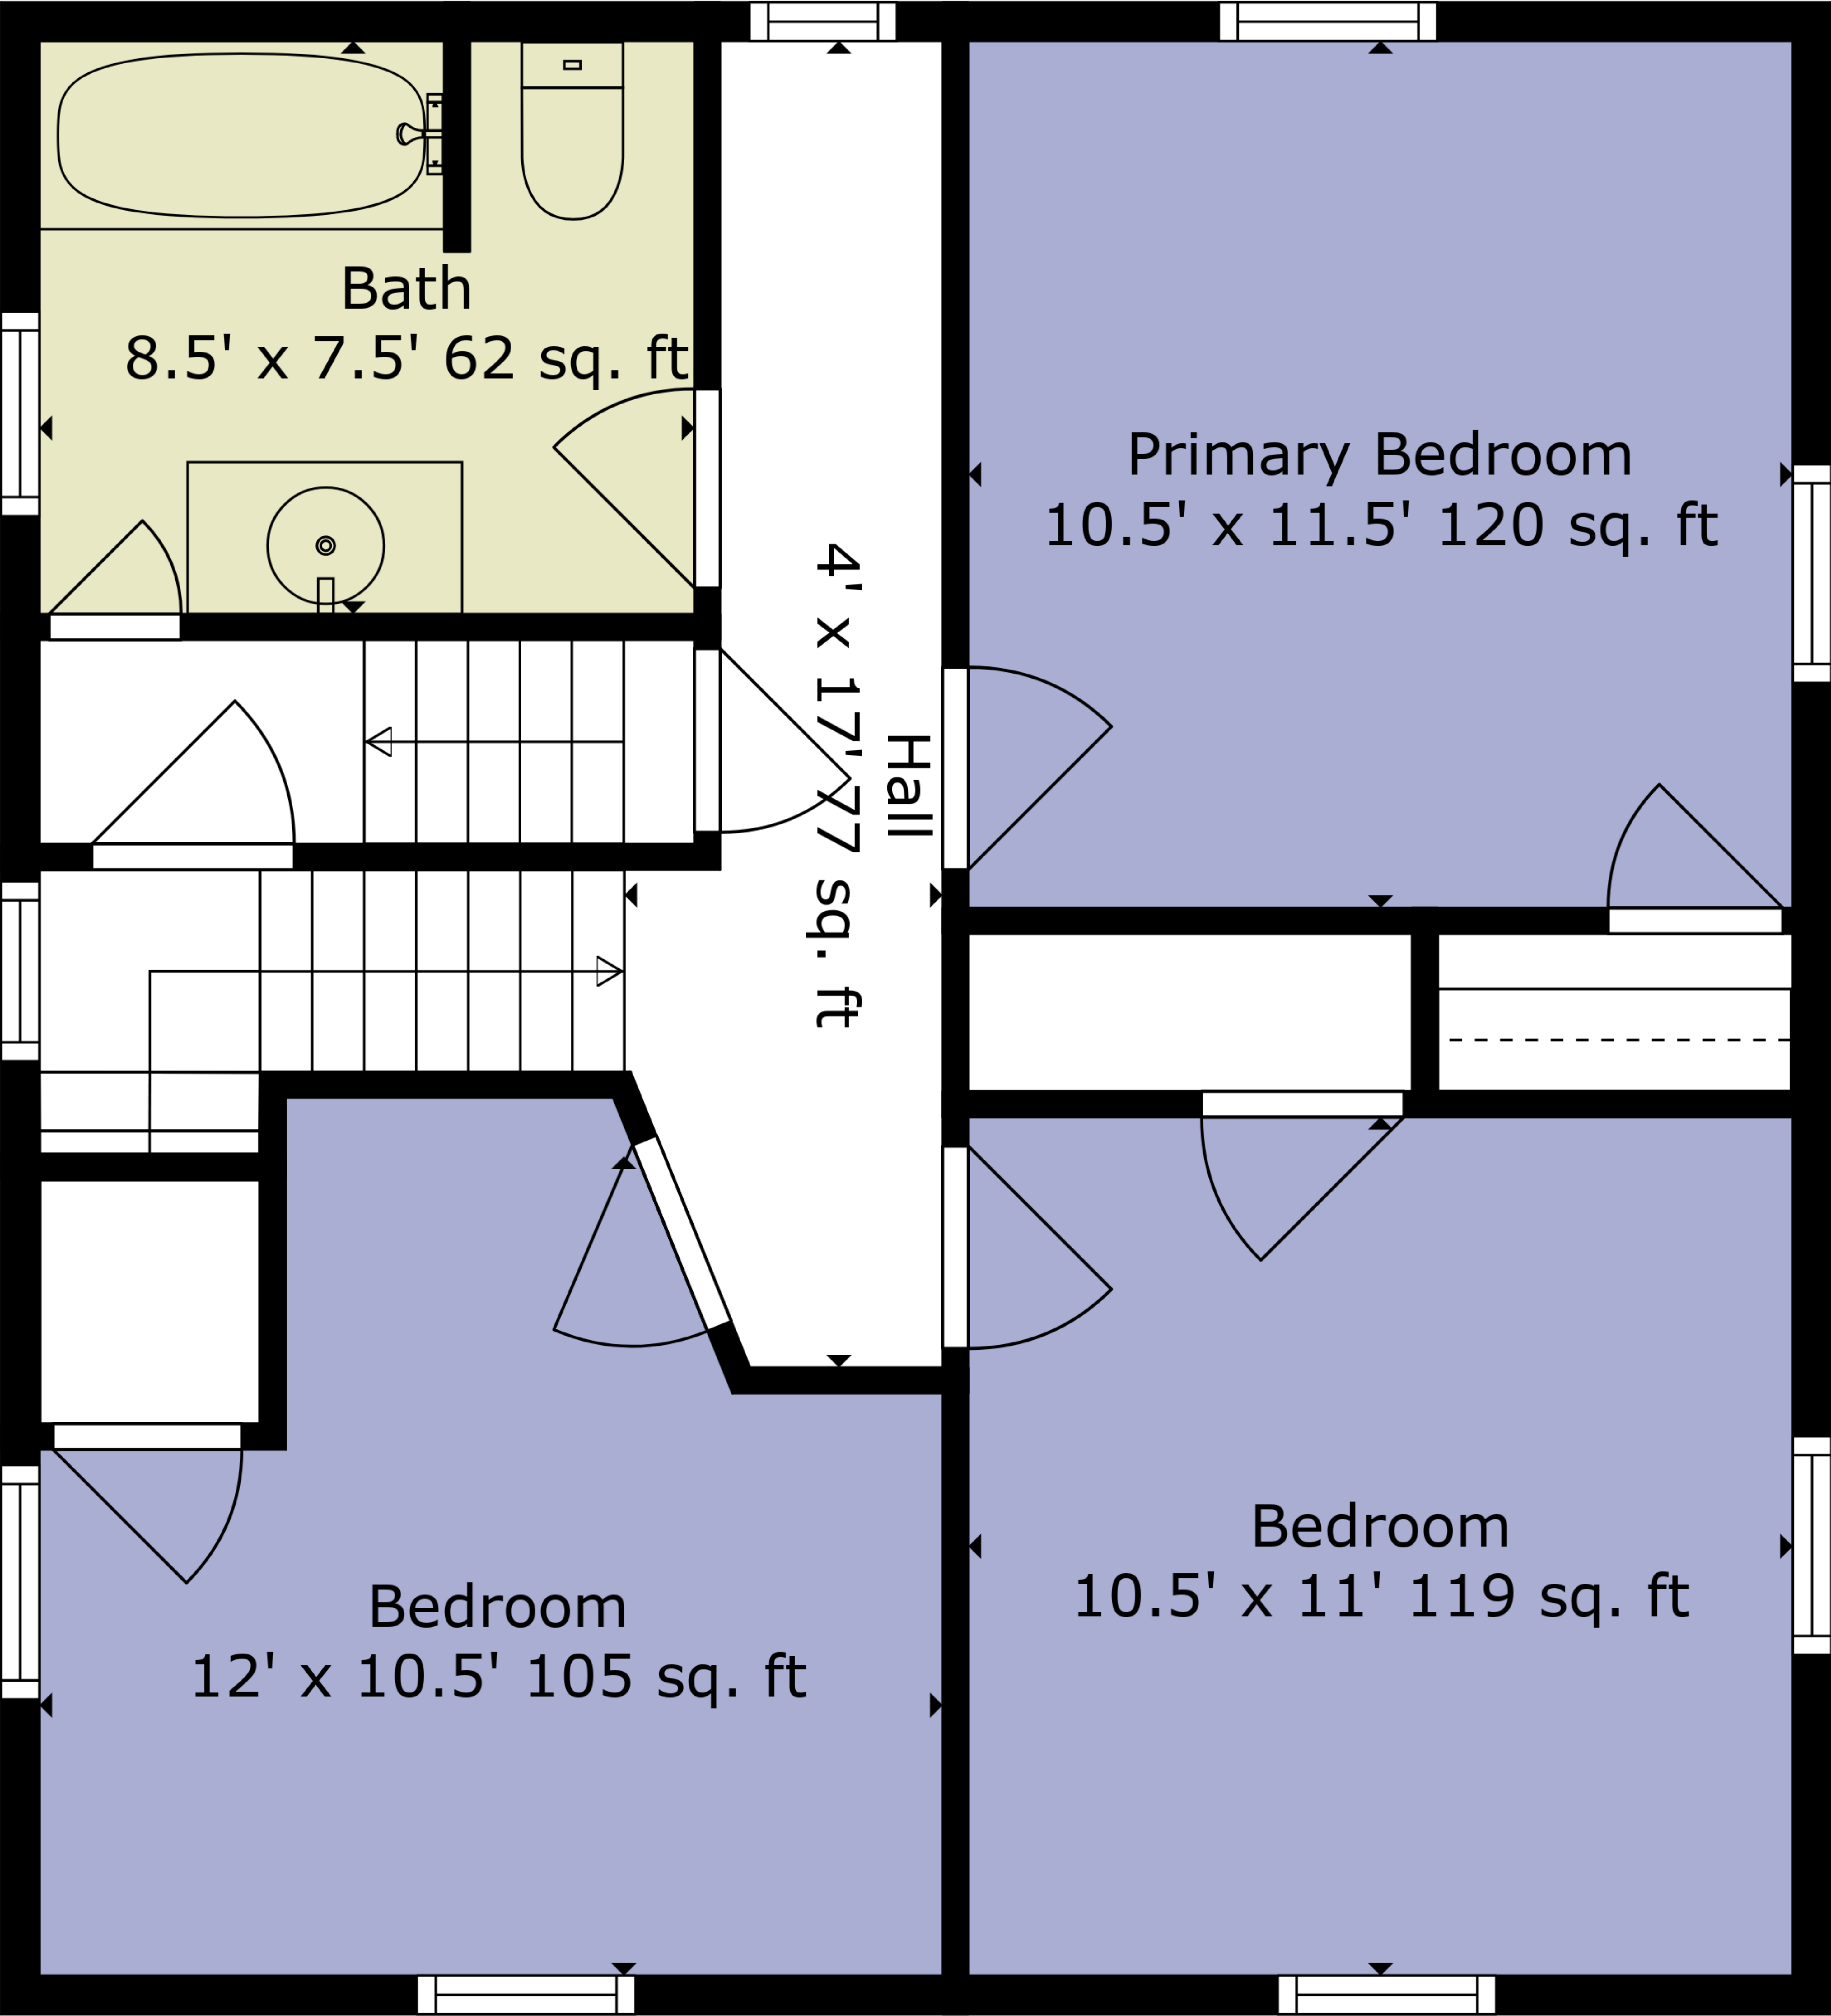 Bath
8.5' x 7.5' 62 sq. ft
Primary Bedroom
10.5' x 11.5' 120 sq. ft
Hall
4' x 17' 77 sq. ft
Bedroom
10.5' x 11' 119 sq. ft
Bedroom
12' x 10.5' 105 sq. ft